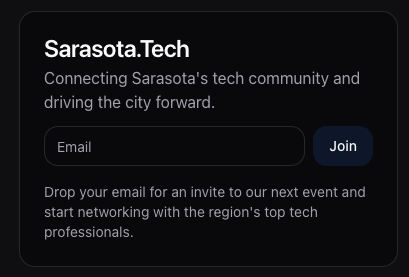 Sarasota.Tech
Connecting Sarasota's tech community and
driving the city forward.
Email
Join
Drop your email for an invite to our next event and
start networking with the region's top tech
professionals.